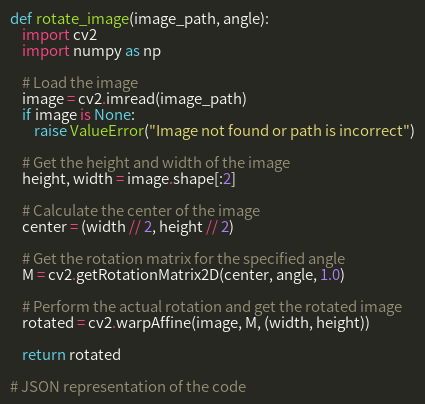 def rotate_image(image_path, angle):
    import cv2
    import numpy as np

    # Load the image
    image = cv2.imread(image_path)
    if image is None:
        raise ValueError("Image not found or path is incorrect")

    # Get the height and width of the image
    height, width = image.shape[:2]

    # Calculate the center of the image
    center = (width // 2, height // 2)

    # Get the rotation matrix for the specified angle
    M = cv2.getRotationMatrix2D(center, angle, 1.0)

    # Perform the actual rotation and get the rotated image
    rotated = cv2.warpAffine(image, M, (width, height))

    return rotated

# JSON representation of the code